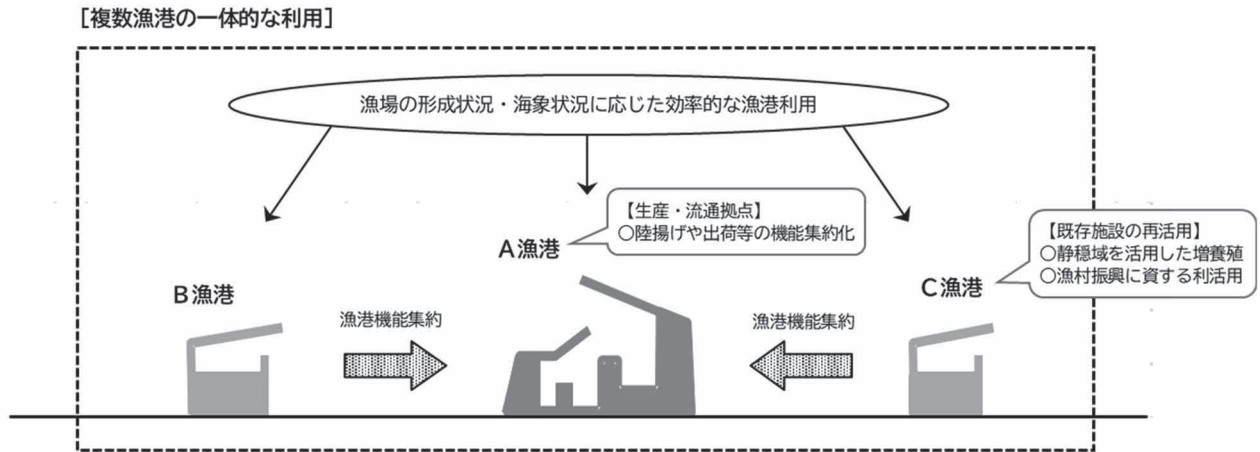 ［複数漁港の一体的な利用］
漁場の形成状況・海象状況に応じた効率的な漁港利用
【生産・流通拠点】
○陸揚げや出荷等の機能集約化
A漁港
【既存施設の再活用】
○静穏域を活用した増養殖
○漁村振興に資する利活用
B漁港
C漁港
漁港機能集約
漁港機能集約